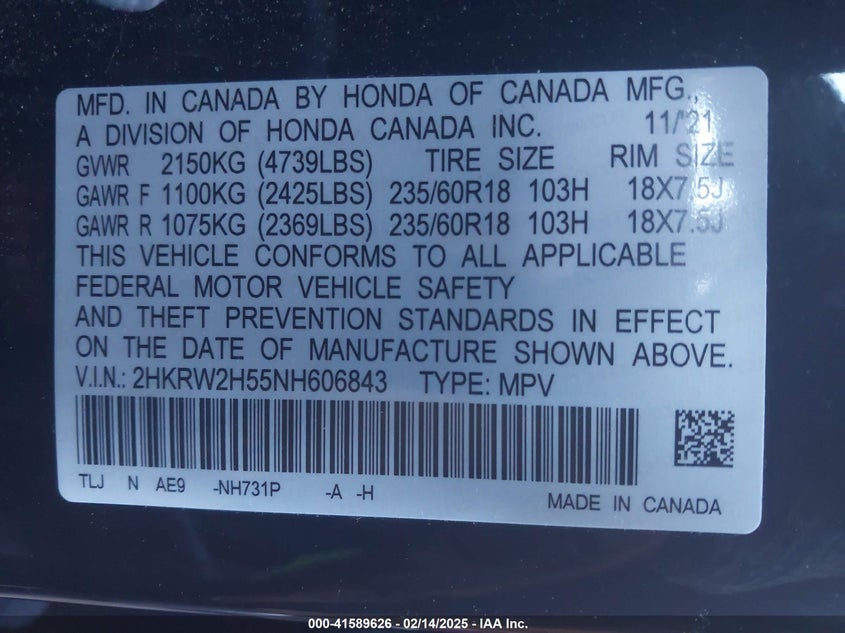 MFD. IN CANADA BY HONDA OF CANADA MFG.,
A DIVISION OF HONDA CANADA INC. 11/'21
GVWR 2150KG (4739LBS) TIRE SIZE RIM SIZE
GAWR F 1100KG (2425LBS) 235/60R18 103H 18X7.5J
GAWR R 1075KG (2369LBS) 235/60R18 103H 18X7.5J
THIS VEHICLE CONFORMS TO ALL APPLICABLE
FEDERAL MOTOR VEHICLE SAFETY
AND THEFT PREVENTION STANDARDS IN EFFECT
ON THE DATE OF MANUFACTURE SHOWN ABOVE.
V.I.N.: 2HKRW2H55NH606843 TYPE: MPV
TLJ N AE9 -NH731P -A -H
MADE IN CANADA
000-41589626 - 02/14/2025 - IAA Inc.